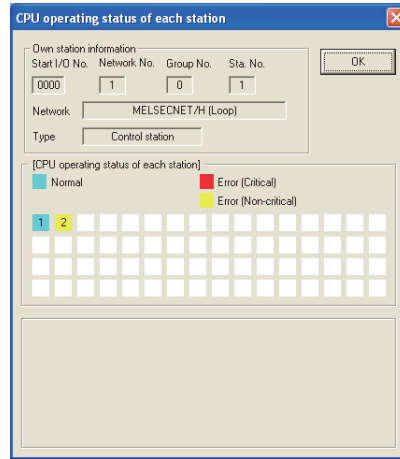 CPU operating status of each station
Own station information
Start I/O No. Network No. Group No. Sta. No.
0000 1 0 1
OK
Network MELSECNET/H (Loop)
Type Control station
[CPU operating status of each station]
Normal Error (Critical)
Error (Non-critical)
1 2